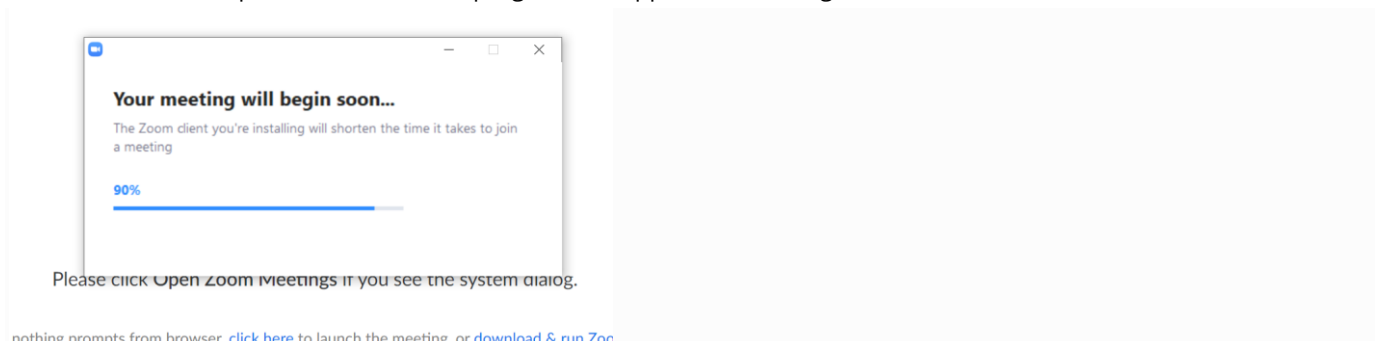 Your meeting will begin soon...
The Zoom client you're installing will shorten the time it takes to join
a meeting
90%
Please click Open Zoom Meetings if you see the system dialog.
nothing prompts from browser, click here to launch the meeting, or download & run Zoo